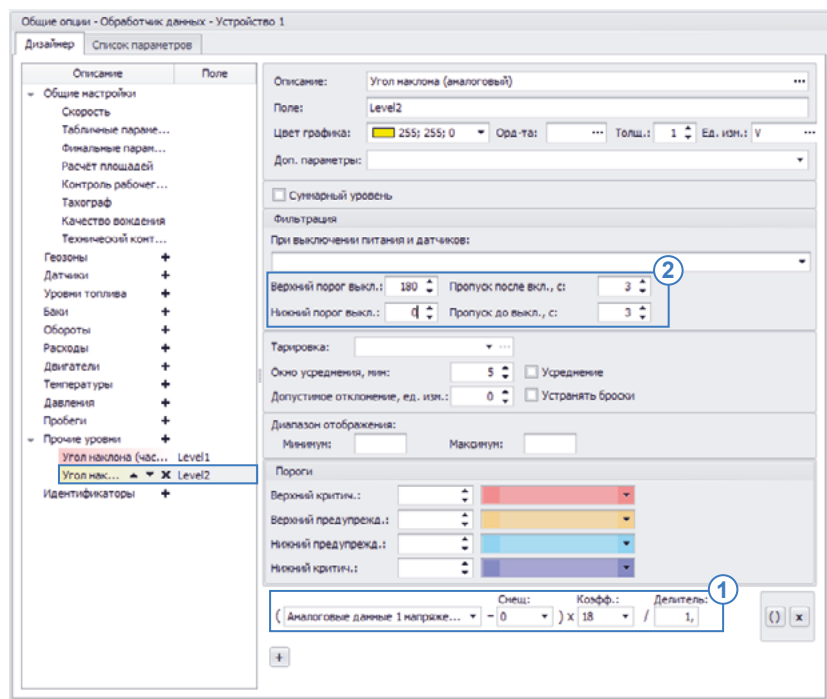 Общие опции - Обработчик данных - Устройство 1
Дизайнер Список параметров
Описание Поле
Общие настройки
Скорость
Табличные параме...
Финальные парам...
Расчёт площадей
Контроль рабочег...
Тахограф
Качество вождения
Технический конт...
Геозоны +
Датчики +
Уровни топлива +
Баки +
Обороты +
Расходы +
Двигатели +
Температуры +
Давления +
Пробеги +
Прочие уровни +
Угол наклона (час... Level1
Угол нак... Level2
Идентификаторы +
Описание: Угол наклона (аналоговый) ...
Поле: Level2
Цвет графика: 255; 255; 0 Орд-та: ... Толщ.: 1 Ед. изм.: V ...
Доп. параметры:
Суммарный уровень
Фильтрация
При выключении питания и датчиков:
2
Верхний порог выкл.: 180 Пропуск после вкл., с: 3
Нижний порог выкл.: 0 Пропуск до выкл., с: 3
Тарировка: ...
Окно усреднения, мин: 5 Усреднение
Допустимое отклонение, ед. изм.: 0 Устранять броски
Диапазон отображения:
Минимум: Максимум:
Пороги
Верхний критич.:
Верхний предупрежд.:
Нижний предупрежд.:
Нижний критич.:
1
Смещ: Коэфф.: Делитель:
( Аналоговые данные 1 напряже... - 0 ) x 18 / 1, () x
+